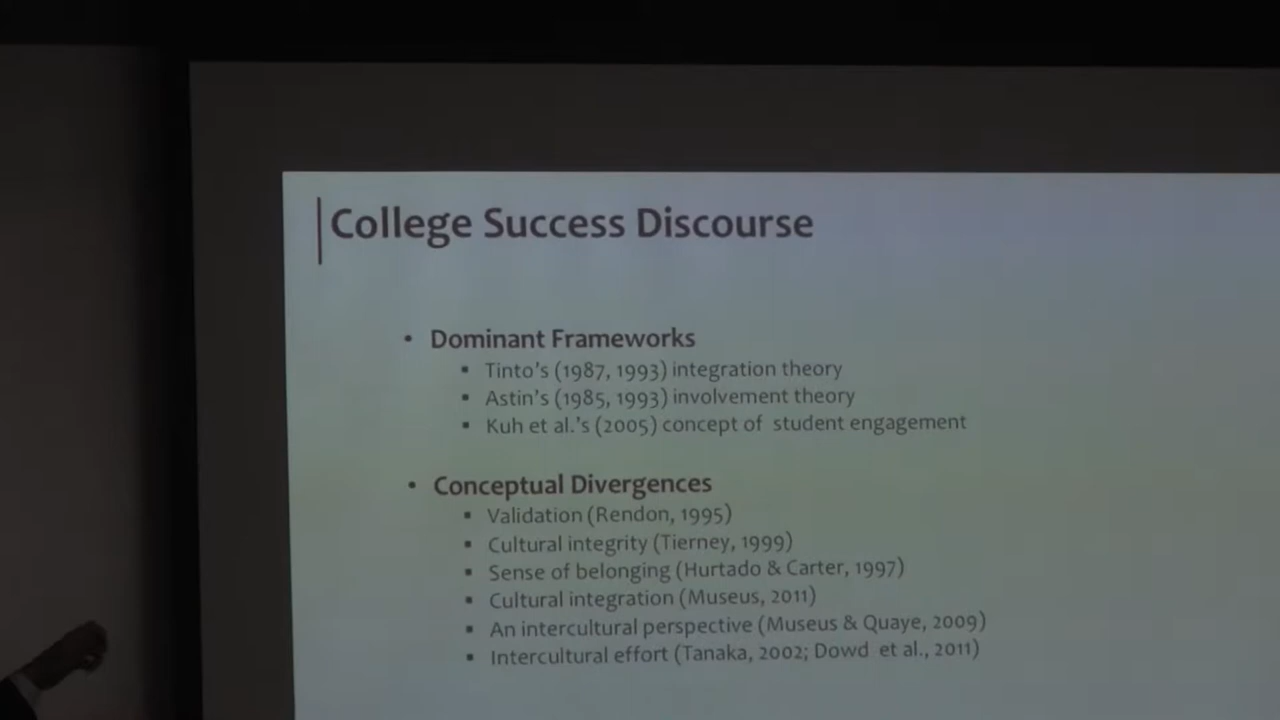 College Success Discourse
• Dominant Frameworks
▪ Tinto's (1987, 1993) integration theory
▪ Astin's (1985, 1993) involvement theory
▪ Kuh et al.'s (2005) concept of student engagement
• Conceptual Divergences
▪ Validation (Rendon, 1995)
▪ Cultural integrity (Tierney, 1999)
▪ Sense of belonging (Hurtado & Carter, 1997)
▪ Cultural integration (Museus, 2011)
▪ An intercultural perspective (Museus & Quaye, 2009)
▪ Intercultural effort (Tanaka, 2002; Dowd et al., 2011)